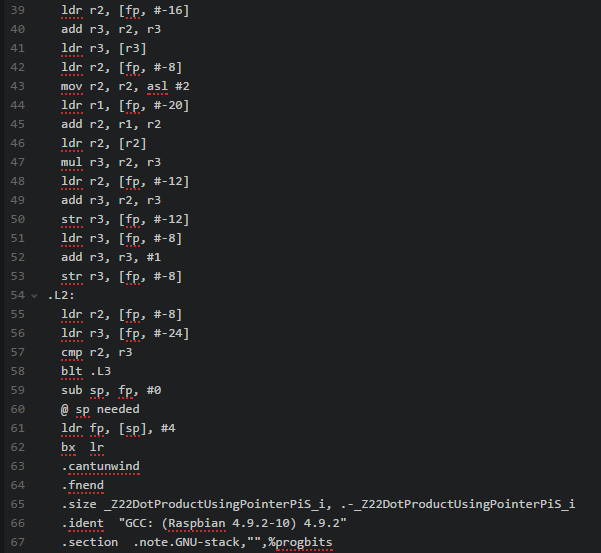 39 ldr r2, [fp, #-16]
40 add r3, r2, r3
41 ldr r3, [r3]
42 ldr r2, [fp, #-8]
43 mov r2, r2, asl #2
44 ldr r1, [fp, #-20]
45 add r2, r1, r2
46 ldr r2, [r2]
47 mul r3, r2, r3
48 ldr r2, [fp, #-12]
49 add r3, r2, r3
50 str r3, [fp, #-12]
51 ldr r3, [fp, #-8]
52 add r3, r3, #1
53 str r3, [fp, #-8]
54 .L2:
55 ldr r2, [fp, #-8]
56 ldr r3, [fp, #-24]
57 cmp r2, r3
58 blt .L3
59 sub sp, fp, #0
60 @ sp needed
61 ldr fp, [sp], #4
62 bx lr
63 .cantunwind
64 .fnend
65 .size _Z22DotProductUsingPointerPiS_i, .-_Z22DotProductUsingPointerPiS_i
66 .ident "GCC: (Raspbian 4.9.2-10) 4.9.2"
67 .section .note.GNU-stack,"",%progbits